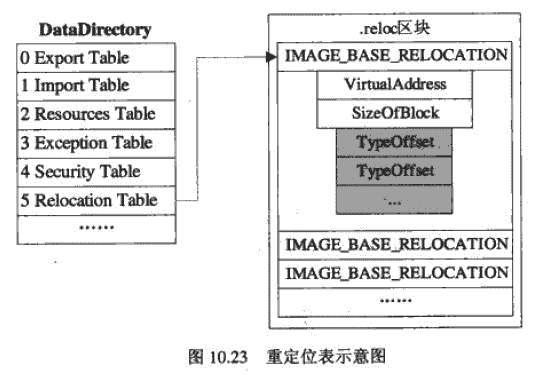 DataDirectory
0 Export Table
1 Import Table
2 Resources Table
3 Exception Table
4 Security Table
5 Relocation Table
……
.reloc区块
IMAGE_BASE_RELOCATION
VirtualAddress
SizeOfBlock
TypeOffset
TypeOffset
...
IMAGE_BASE_RELOCATION
IMAGE_BASE_RELOCATION
……
图 10.23 重定位表示意图